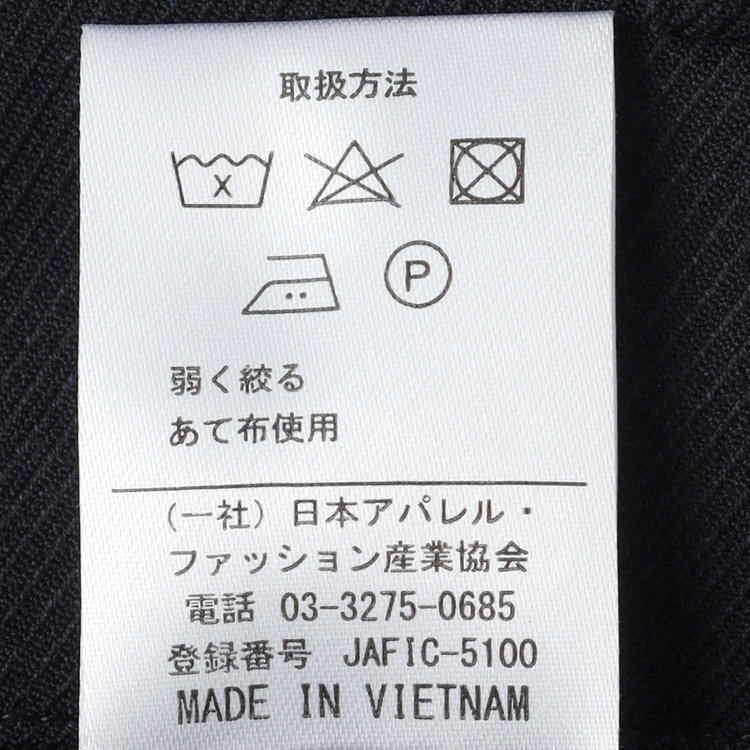 取扱方法
X
P
弱く絞る
あて布使用
(一社) 日本アパレル・
ファッション産業協会
電話 03-3275-0685
登録番号 JAFIC-5100
MADE IN VIETNAM